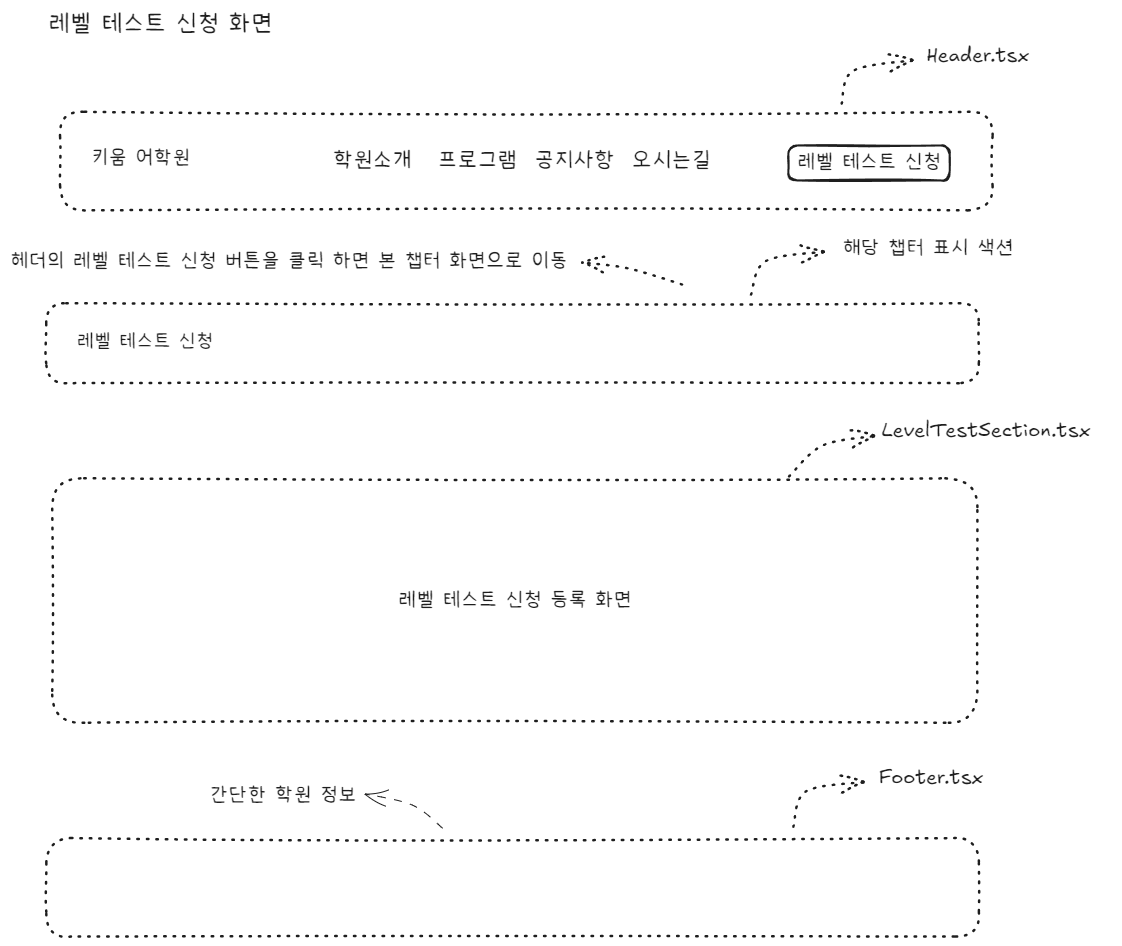 레벨 테스트 신청 화면
Header.tsx
키움 어학원
학원소개 프로그램 공지사항 오시는길
레벨 테스트 신청
헤더의 레벨 테스트 신청 버튼을 클릭 하면 본 챕터 화면으로 이동
해당 챕터 표시 색션
레벨 테스트 신청
LevelTestSection.tsx
레벨 테스트 신청 등록 화면
간단한 학원 정보
Footer.tsx